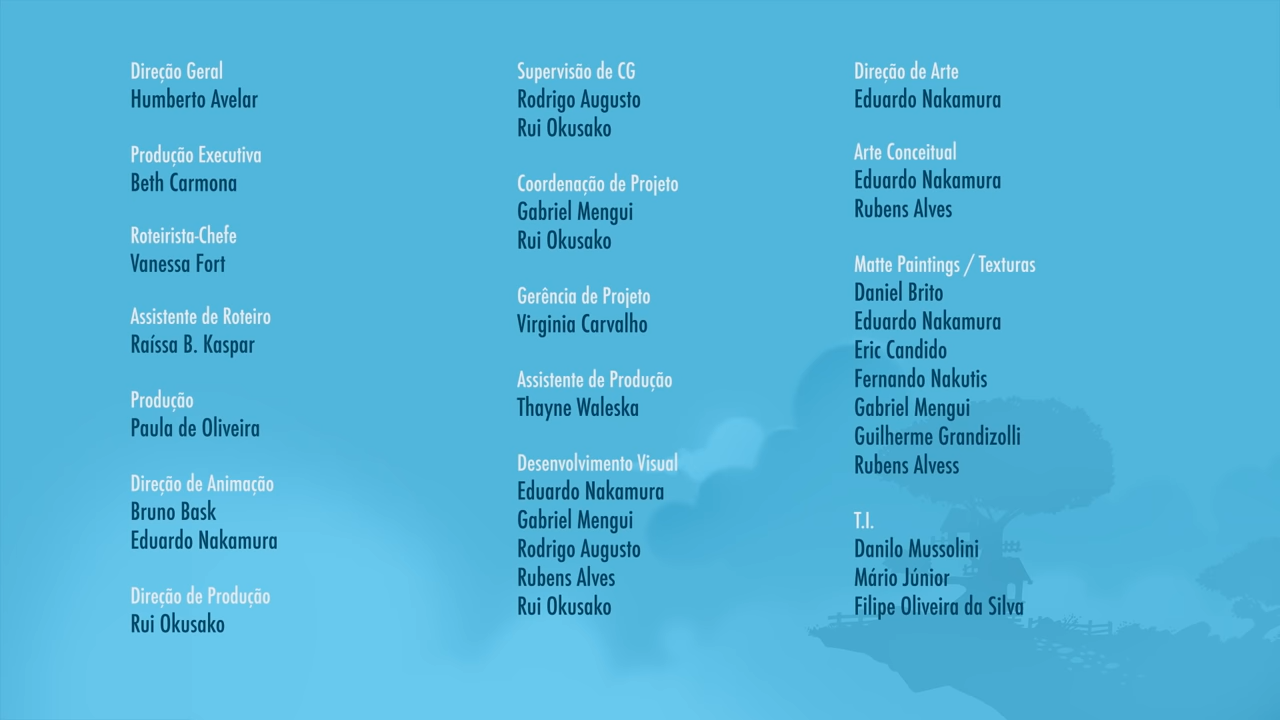 Direção Geral
Humberto Avelar
Produção Executiva
Beth Carmona
Roteirista-Chefe
Vanessa Fort
Assistente de Roteiro
Raíssa B. Kaspar
Produção
Paula de Oliveira
Direção de Animação
Bruno Bask
Eduardo Nakamura
Direção de Produção
Rui Okusako
Supervisão de CG
Rodrigo Augusto
Rui Okusako
Coordenação de Projeto
Gabriel Mengui
Rui Okusako
Gerência de Projeto
Virginia Carvalho
Assistente de Produção
Thayne Waleska
Desenvolvimento Visual
Eduardo Nakamura
Gabriel Mengui
Rodrigo Augusto
Rubens Alves
Rui Okusako
Direção de Arte
Eduardo Nakamura
Arte Conceitual
Eduardo Nakamura
Rubens Alves
Matte Paintings / Texturas
Daniel Brito
Eduardo Nakamura
Eric Candido
Fernando Nakutis
Gabriel Mengui
Guilherme Grandizolli
Rubens Alvess
T.I.
Danilo Mussolini
Mário Júnior
Filipe Oliveira da Silva